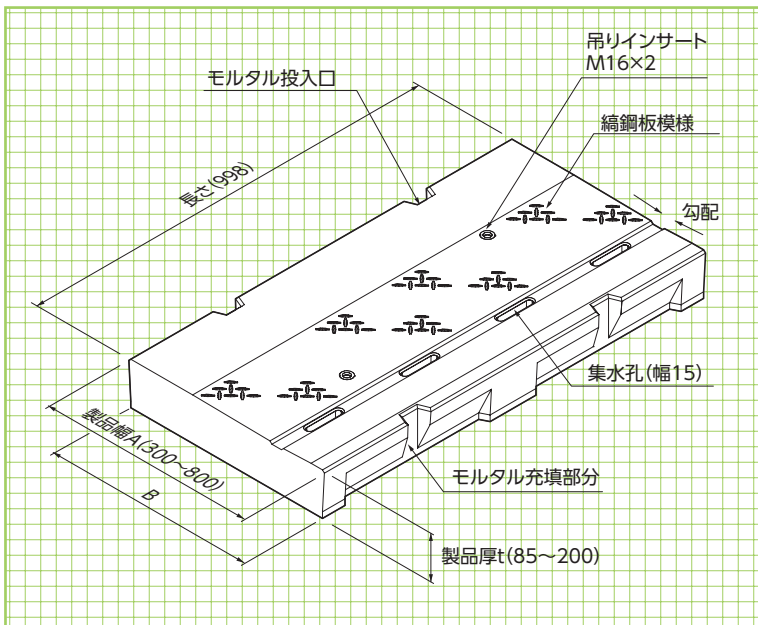 吊りインサート
M16×2
モルタル投入口
縞鋼板模様
長さ(998)
勾配
集水孔(幅15)
製品幅A(300～800)
モルタル充填部分
B
製品厚t(85～200)